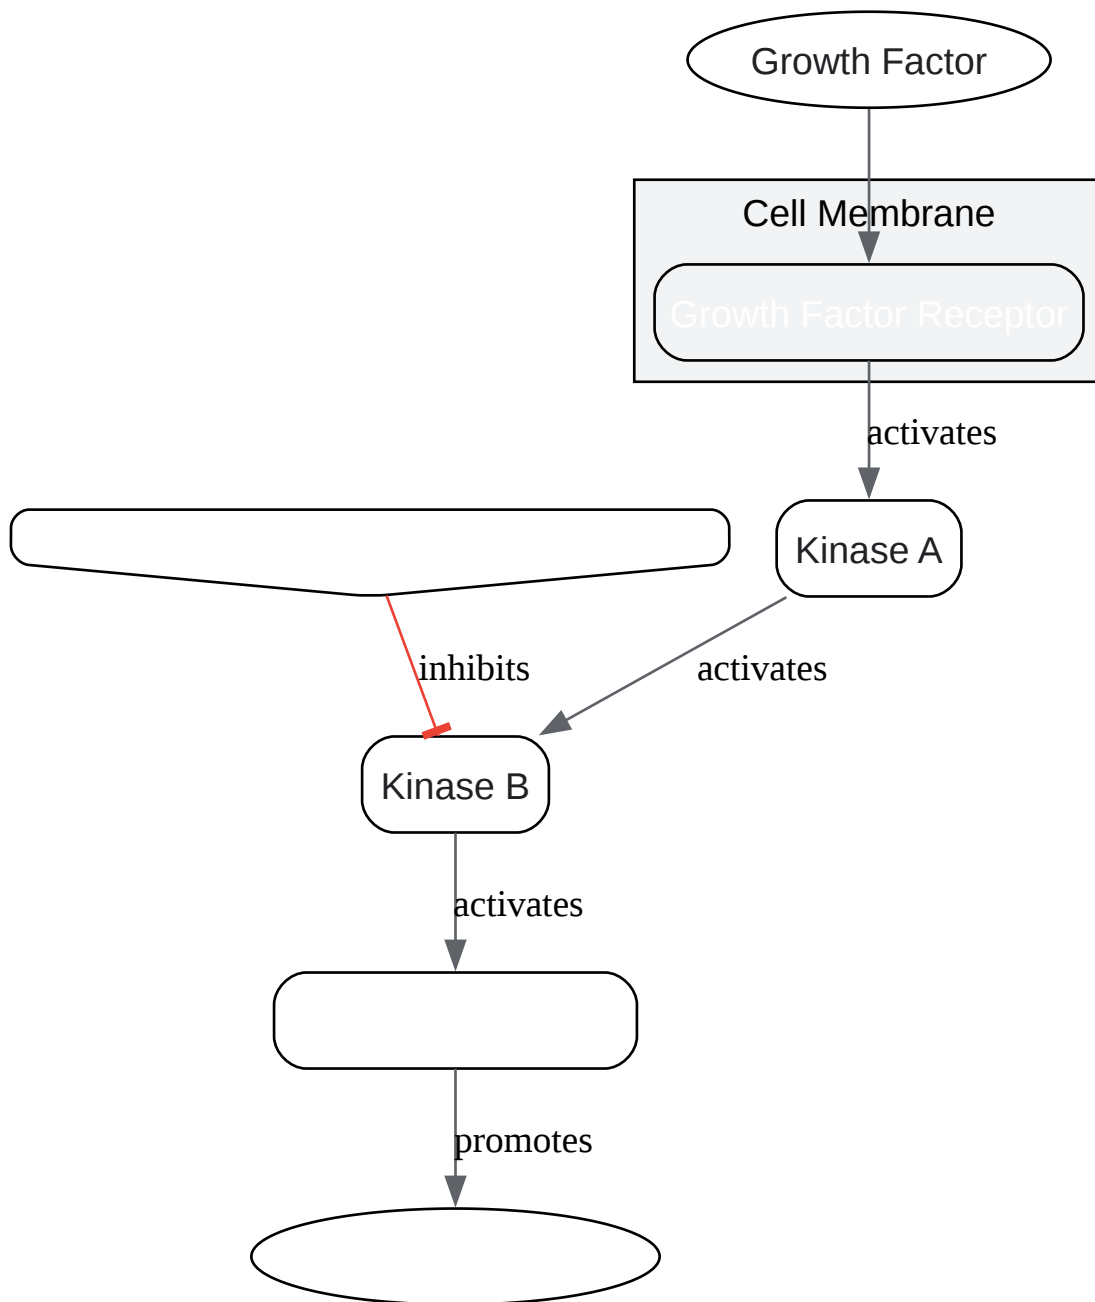 Growth Factor
Cell Membrane
Growth Factor Receptor
activates
Kinase A
inhibits
activates
Kinase B
activates
promotes